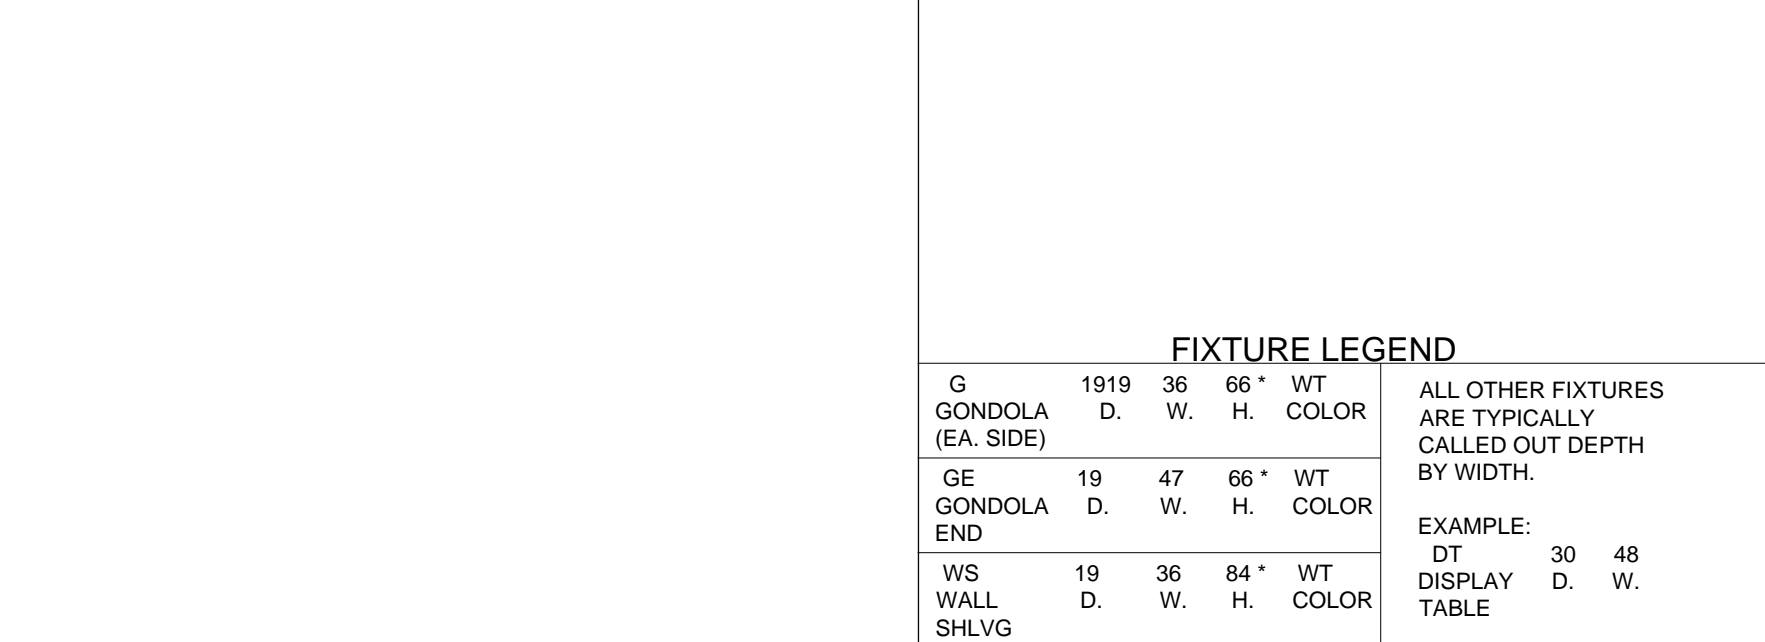 FIXTURE LEGEND
G 1919 36 66 * WT
GONDOLA D. W. H. COLOR
(EA. SIDE)
GE 19 47 66 * WT
GONDOLA D. W. H. COLOR
END
WS 19 36 84 * WT
WALL D. W. H. COLOR
SHLVG
ALL OTHER FIXTURES
ARE TYPICALLY
CALLED OUT DEPTH
BY WIDTH.
EXAMPLE:
DT 30 48
DISPLAY D. W.
TABLE